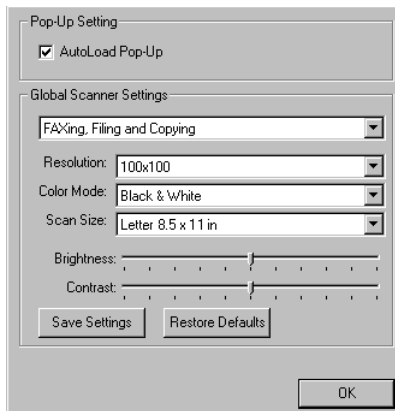 Pop-Up Setting
AutoLoad Pop-Up
Global Scanner Settings
FAXing, Filing and Copying
Resolution: 100x100
Color Mode: Black & White
Scan Size: Letter 8.5 x 11 in
Brightness:
Contrast:
Save Settings Restore Defaults
OK